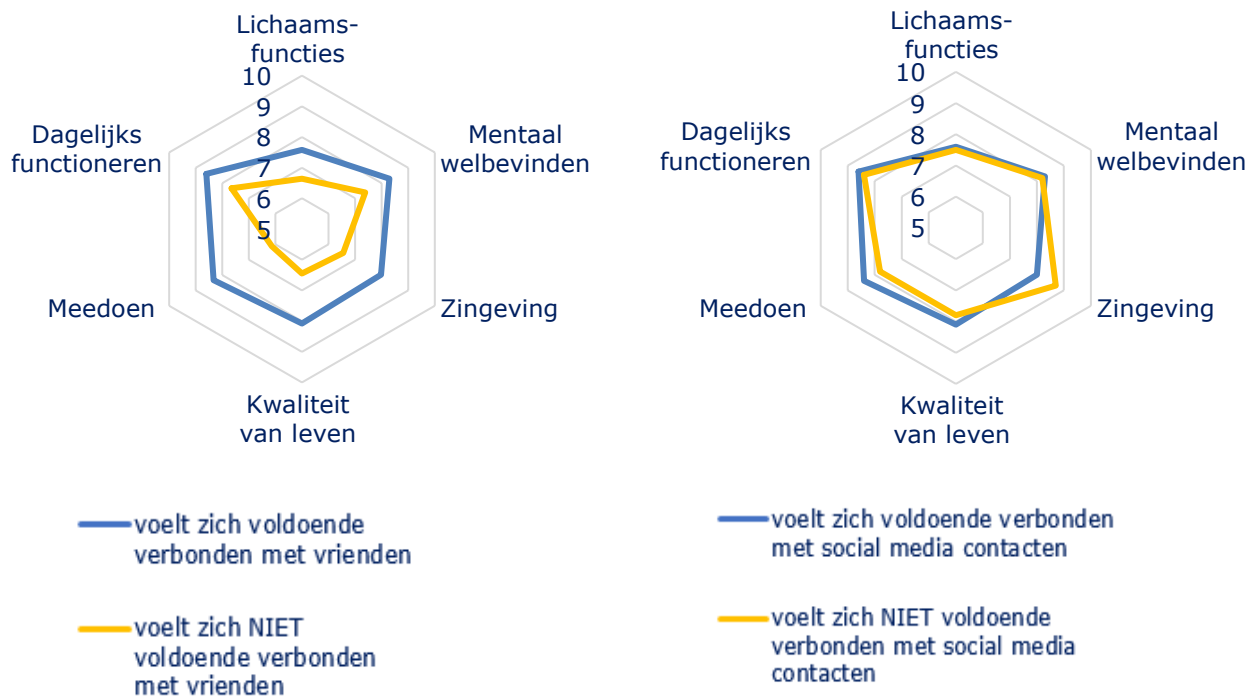 Lichaams-
functies
10
9
8
7
6
5
Dagelijks
functioneren
Mentaal
welbevinden
Meedoen
Zingeving
Kwaliteit
van leven
voelt zich voldoende
verbonden met vrienden
voelt zich NIET
voldoende verbonden
met vrienden
Lichaams-
functies
10
9
8
7
6
5
Dagelijks
functioneren
Mentaal
welbevinden
Meedoen
Zingeving
Kwaliteit
van leven
voelt zich voldoende verbonden
met social media contacten
voelt zich NIET voldoende
verbonden met social media
contacten